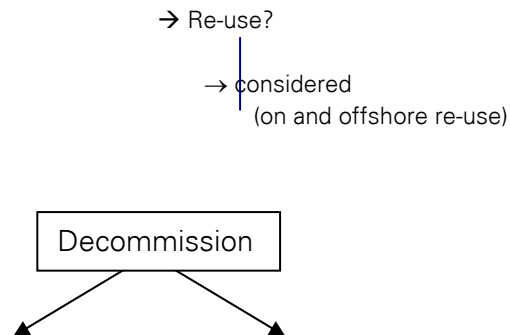 → Re-use?
→ considered
(on and offshore re-use)
Decommission